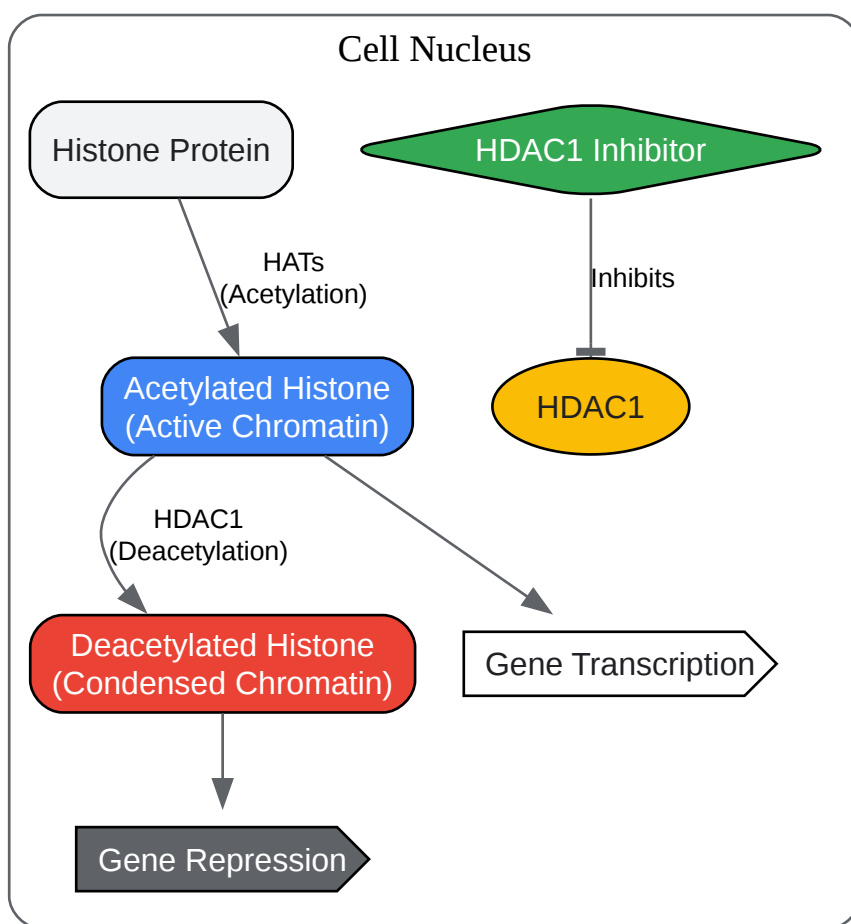 Cell Nucleus
Histone Protein
HDAC1 Inhibitor
HATs
(Acetylation)
Inhibits
Acetylated Histone
(Active Chromatin)
HDAC1
HDAC1
(Deacetylation)
Deacetylated Histone
(Condensed Chromatin)
Gene Transcription
Gene Repression